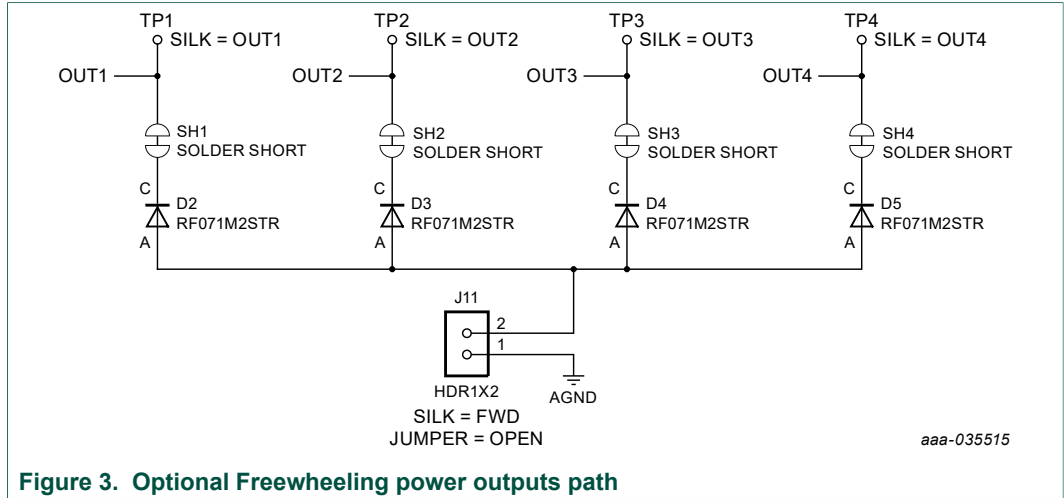 TP1 TP2 TP3 TP4
SILK = OUT1 SILK = OUT2 SILK = OUT3 SILK = OUT4
OUT1 OUT2 OUT3 OUT4
SH1 SH2 SH3 SH4
SOLDER SHORT SOLDER SHORT SOLDER SHORT SOLDER SHORT
C D2 C D3 C D4 C D5
RF071M2STR RF071M2STR RF071M2STR RF071M2STR
A A A A
J11
2
1
HDR1X2 AGND
SILK = FWD
JUMPER = OPEN aaa-035515
Figure 3. Optional Freewheeling power outputs path